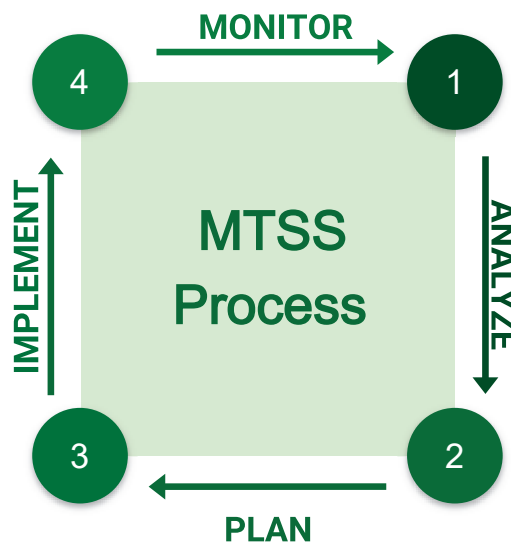 MONITOR
4
1
IMPLEMENT
MTSS
Process
ANALYZE
3
2
PLAN